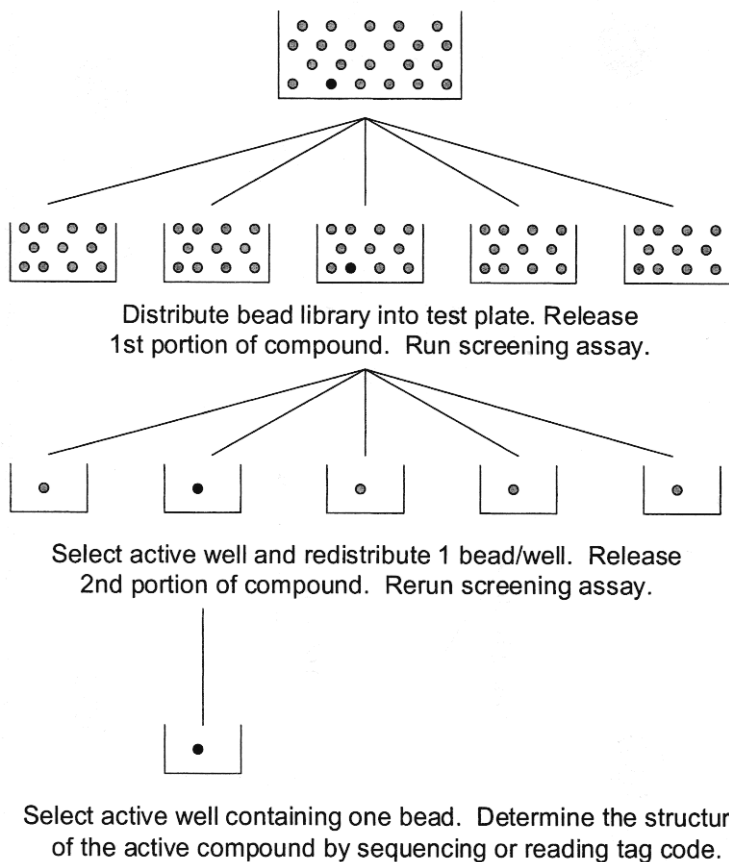 Distribute bead library into test plate. Release
1st portion of compound. Run screening assay.
Select active well and redistribute 1 bead/well. Release
2nd portion of compound. Rerun screening assay.
Select active well containing one bead. Determine the structur
of the active compound by sequencing or reading tag code.